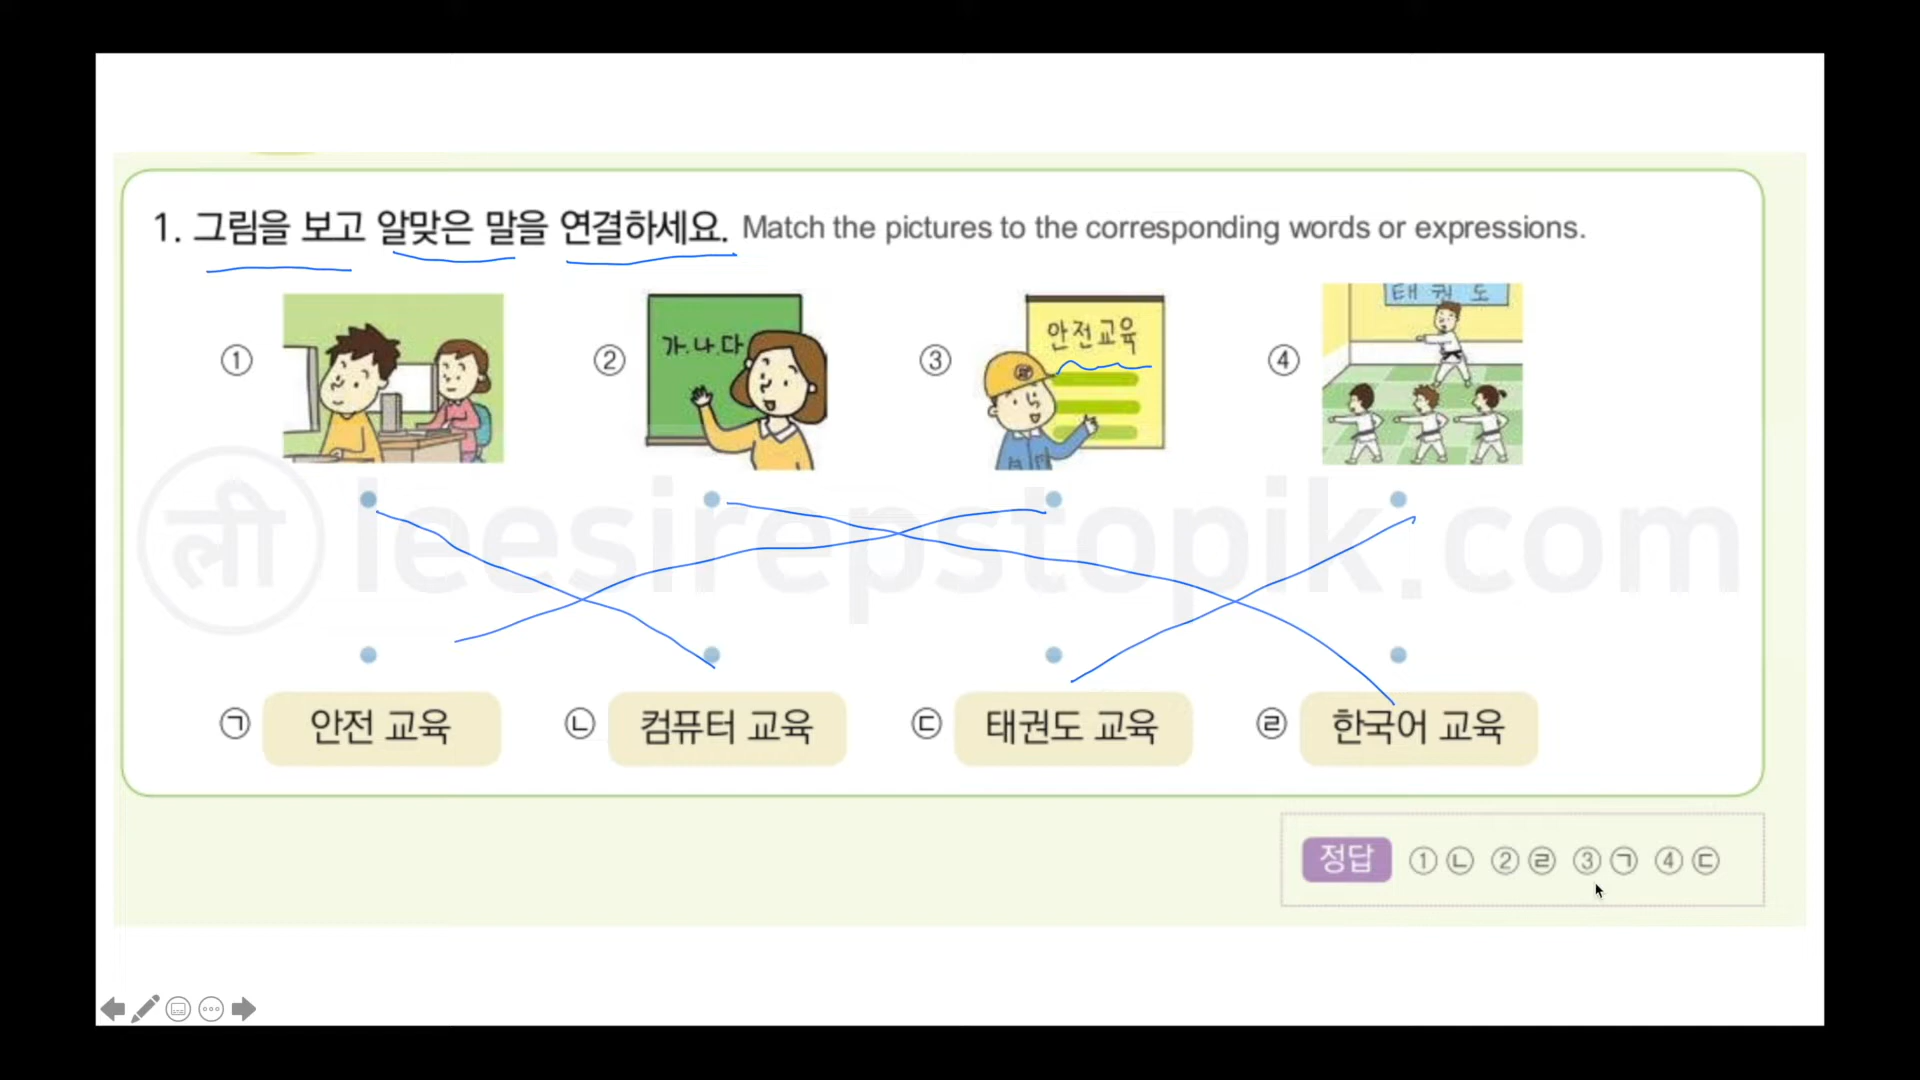 1. 그림을 보고 알맞은 말을 연결하세요. Match the pictures to the corresponding words or expressions.
① ② 가.나.다 ③ 안전교육 ④ 태권도
ली leesirepstopik.com
㉠ 안전 교육 ㉡ 컴퓨터 교육 ㉢ 태권도 교육 ㉣ 한국어 교육
정답 ①㉡ ②㉣ ③㉠ ④㉢